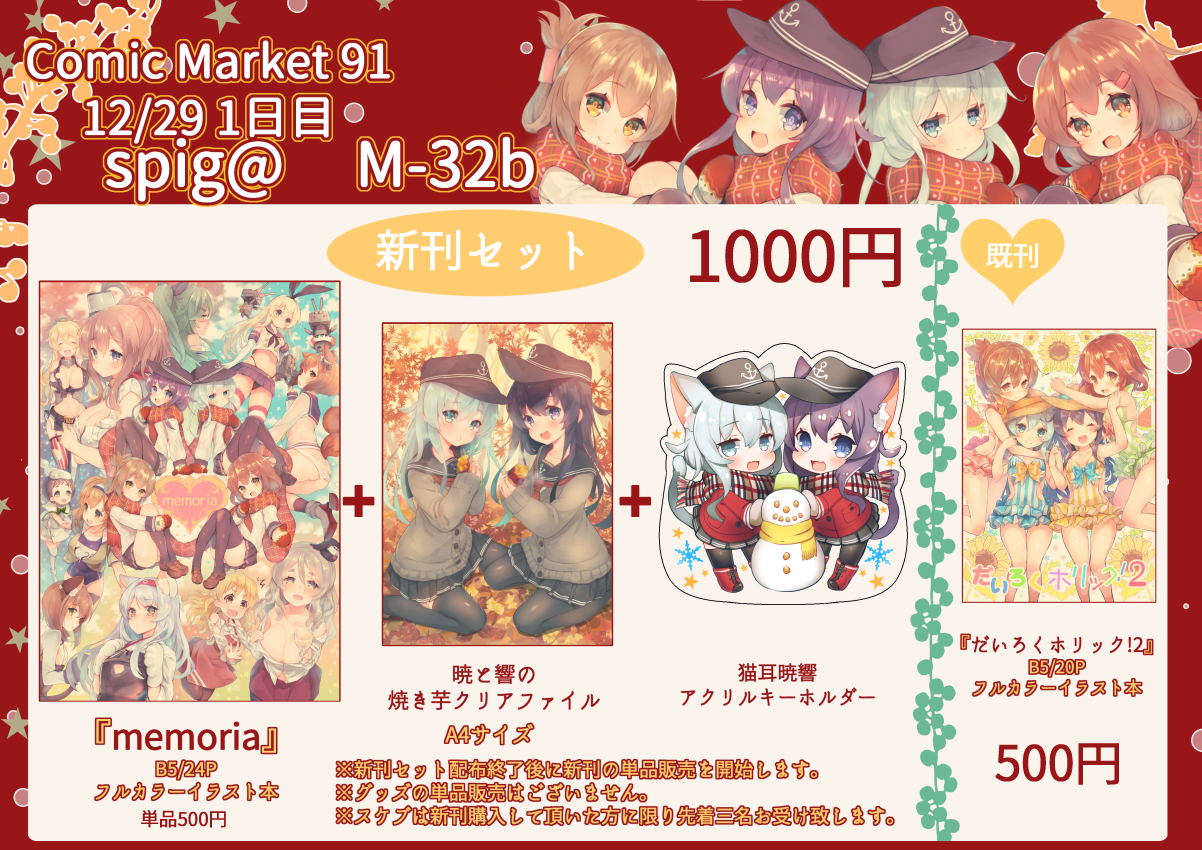 Comic Market 91
12/29 1日目
spig@ M-32b
新刊セット
1000円
既刊
memoria
だいろくホリック!2
『memoria』
B5/24P
フルカラーイラスト本
単品500円
暁と響の
焼き芋クリアファイル
A4サイズ
猫耳暁響
アクリルキーホルダー
※新刊セット配布終了後に新刊の単品販売を開始します。
※グッズの単品販売はございません。
※スケブは新刊購入して頂いた方に限り先着三名お受け致します。
『だいろくホリック!2』
B5/20P
フルカラーイラスト本
500円